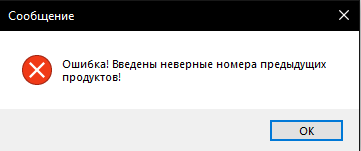 Сообщение
Ошибка! Введены неверные номера предыдущих
продуктов!
OK